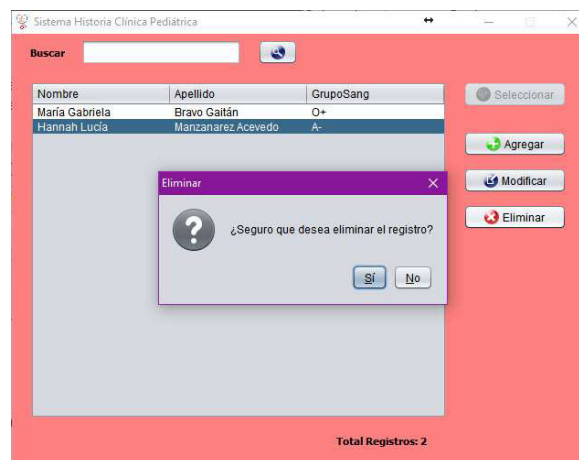 Sistema Historia Clínica Pediátrica
Buscar
Nombre Apellido GrupoSang
María Gabriela Bravo Gaitán O+
Hannah Lucía Manzanarez Acevedo A-
Seleccionar
Agregar
Modificar
Eliminar
Eliminar
¿Seguro que desea eliminar el registro?
Sí No
Total Registros: 2